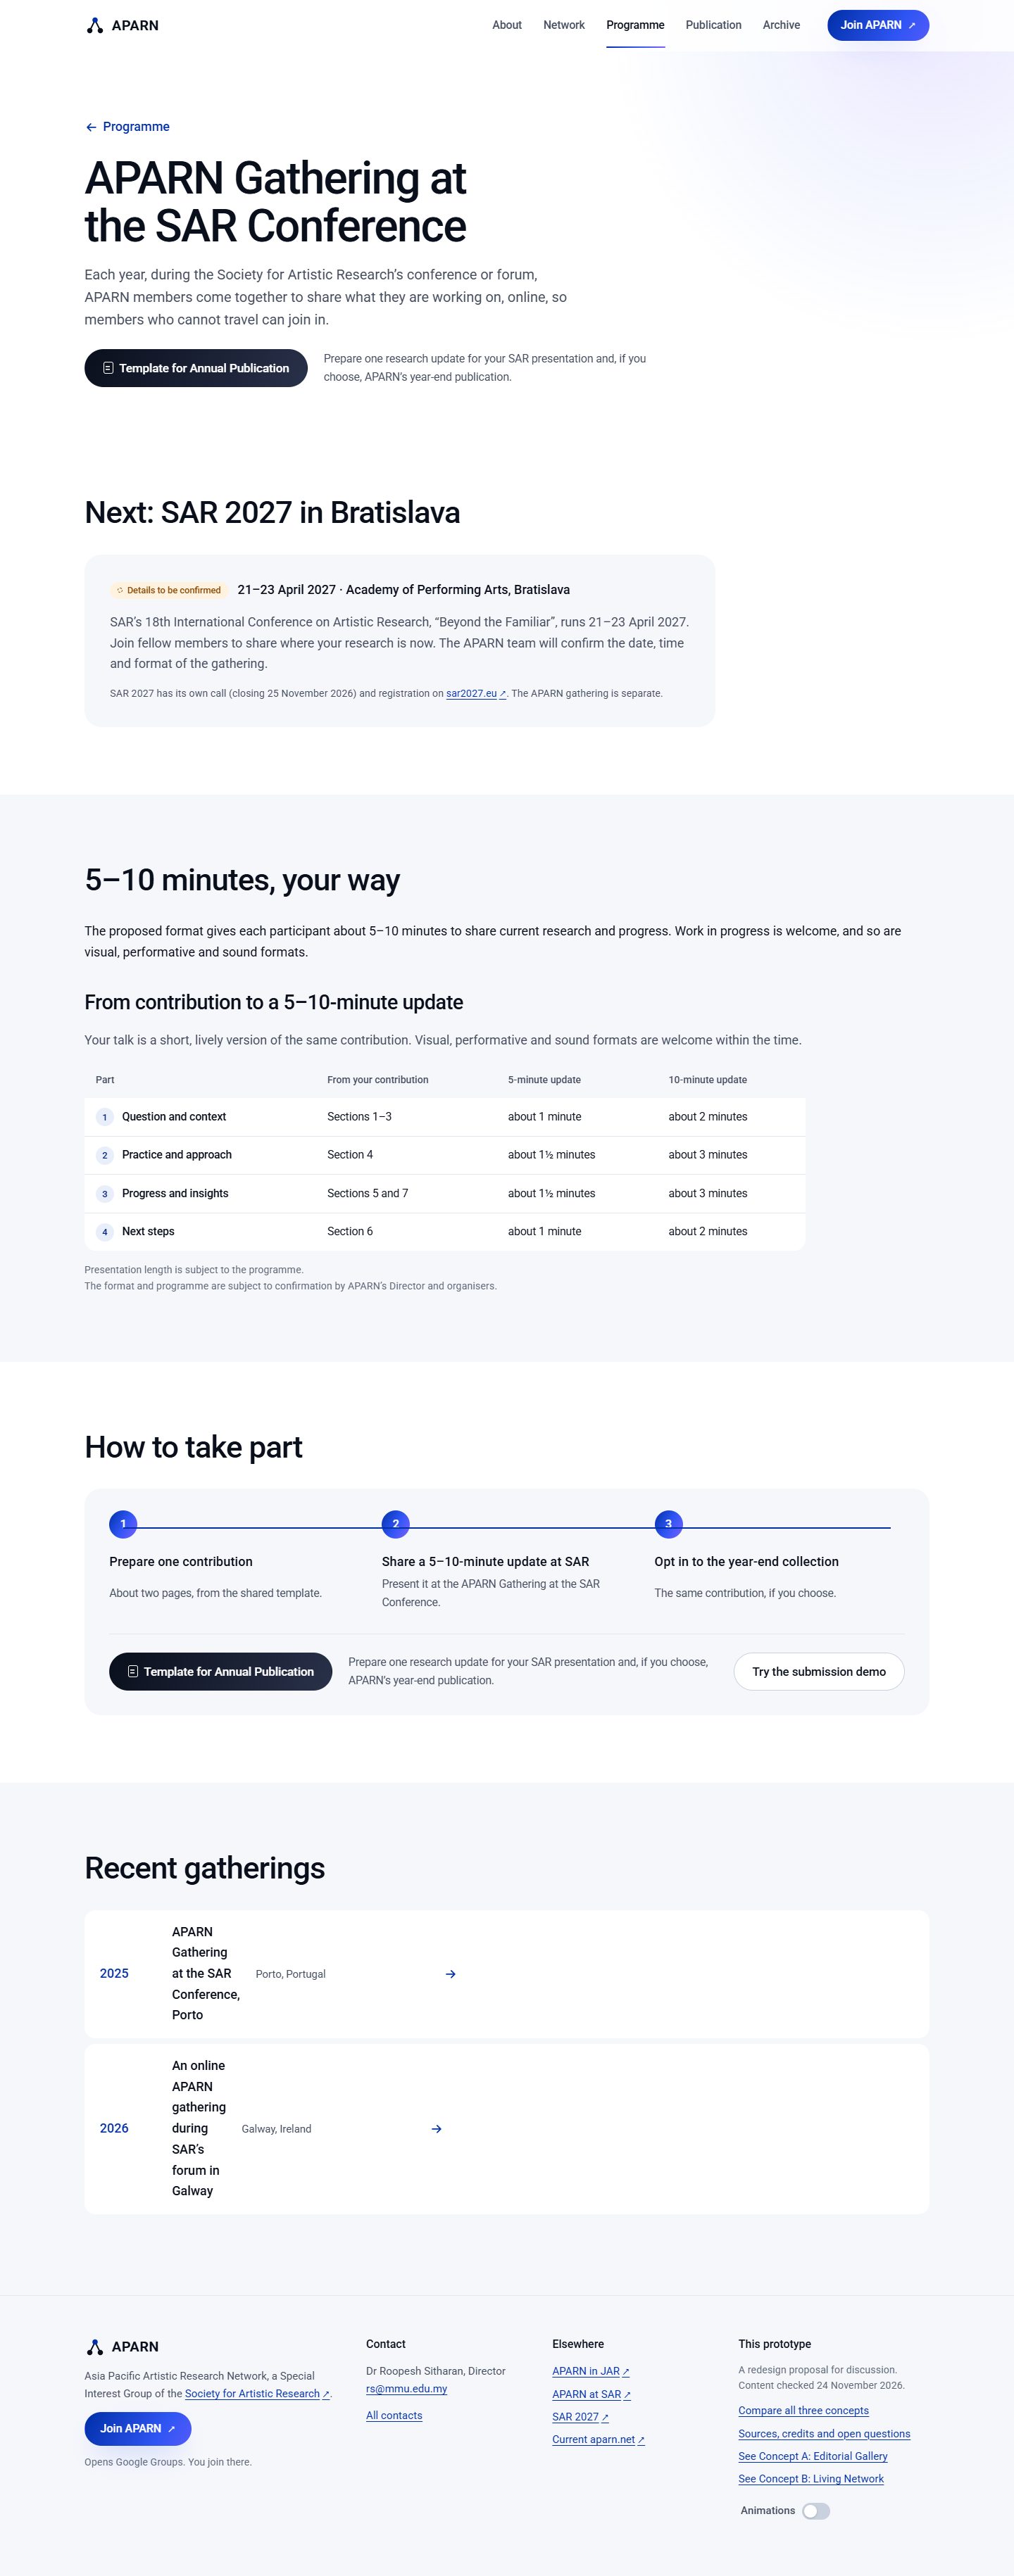 APARN
About Network Programme Publication Archive Join APARN ↗
← Programme
APARN Gathering at
the SAR Conference
Each year, during the Society for Artistic Research’s conference or forum,
APARN members come together to share what they are working on, online, so
members who cannot travel can join in.
Template for Annual Publication
Prepare one research update for your SAR presentation and, if you
choose, APARN’s year-end publication.
Next: SAR 2027 in Bratislava
Details to be confirmed 21–23 April 2027 · Academy of Performing Arts, Bratislava
SAR’s 18th International Conference on Artistic Research, “Beyond the Familiar”, runs 21–23 April 2027.
Join fellow members to share where your research is now. The APARN team will confirm the date, time
and format of the gathering.
SAR 2027 has its own call (closing 25 November 2026) and registration on sar2027.eu ↗. The APARN gathering is separate.
5–10 minutes, your way
The proposed format gives each participant about 5–10 minutes to share current research and progress. Work in progress is welcome, and so are
visual, performative and sound formats.
From contribution to a 5–10-minute update
Your talk is a short, lively version of the same contribution. Visual, performative and sound formats are welcome within the time.
Part From your contribution 5-minute update 10-minute update
1 Question and context Sections 1–3 about 1 minute about 2 minutes
2 Practice and approach Section 4 about 1½ minutes about 3 minutes
3 Progress and insights Sections 5 and 7 about 1½ minutes about 3 minutes
4 Next steps Section 6 about 1 minute about 2 minutes
Presentation length is subject to the programme.
The format and programme are subject to confirmation by APARN’s Director and organisers.
How to take part
1
Prepare one contribution
About two pages, from the shared template.
2
Share a 5–10-minute update at SAR
Present it at the APARN Gathering at the SAR
Conference.
3
Opt in to the year-end collection
The same contribution, if you choose.
Template for Annual Publication
Prepare one research update for your SAR presentation and, if you choose,
APARN’s year-end publication.
Try the submission demo
Recent gatherings
2025
APARN
Gathering
at the SAR
Conference,
Porto
Porto, Portugal →
2026
An online
APARN
gathering
during
SAR’s
forum in
Galway
Galway, Ireland →
APARN
Asia Pacific Artistic Research Network, a Special
Interest Group of the Society for Artistic Research ↗.
Join APARN ↗
Opens Google Groups. You join there.
Contact
Dr Roopesh Sitharan, Director
rs@mmu.edu.my
All contacts
Elsewhere
APARN in JAR ↗
APARN at SAR ↗
SAR 2027 ↗
Current aparn.net ↗
This prototype
A redesign proposal for discussion.
Content checked 24 November 2026.
Compare all three concepts
Sources, credits and open questions
See Concept A: Editorial Gallery
See Concept B: Living Network
Animations